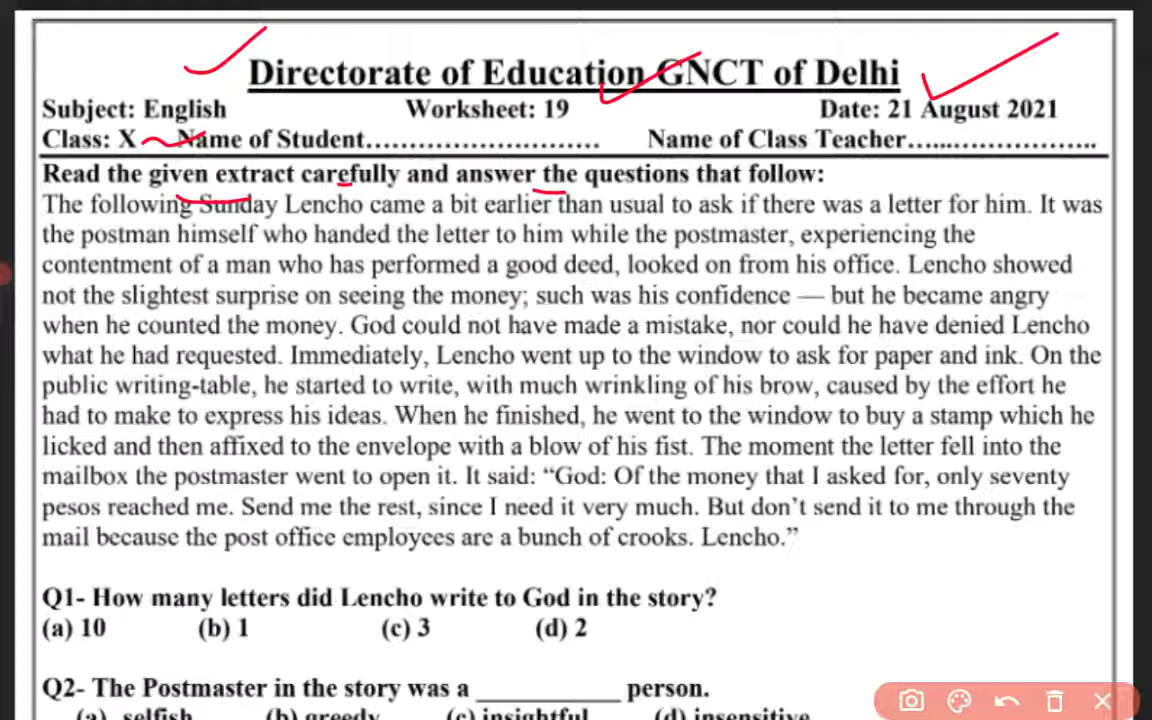 Directorate of Education GNCT of Delhi
Subject: English Worksheet: 19 Date: 21 August 2021
Class: X Name of Student............................ Name of Class Teacher........................
Read the given extract carefully and answer the questions that follow:
The following Sunday Lencho came a bit earlier than usual to ask if there was a letter for him. It was
the postman himself who handed the letter to him while the postmaster, experiencing the
contentment of a man who has performed a good deed, looked on from his office. Lencho showed
not the slightest surprise on seeing the money; such was his confidence — but he became angry
when he counted the money. God could not have made a mistake, nor could he have denied Lencho
what he had requested. Immediately, Lencho went up to the window to ask for paper and ink. On the
public writing-table, he started to write, with much wrinkling of his brow, caused by the effort he
had to make to express his ideas. When he finished, he went to the window to buy a stamp which he
licked and then affixed to the envelope with a blow of his fist. The moment the letter fell into the
mailbox the postmaster went to open it. It said: “God: Of the money that I asked for, only seventy
pesos reached me. Send me the rest, since I need it very much. But don’t send it to me through the
mail because the post office employees are a bunch of crooks. Lencho.”
Q1- How many letters did Lencho write to God in the story?
(a) 10 (b) 1 (c) 3 (d) 2
Q2- The Postmaster in the story was a ___________ person.
(a) selfish (b) greedy (c) insightful (d) insensitive